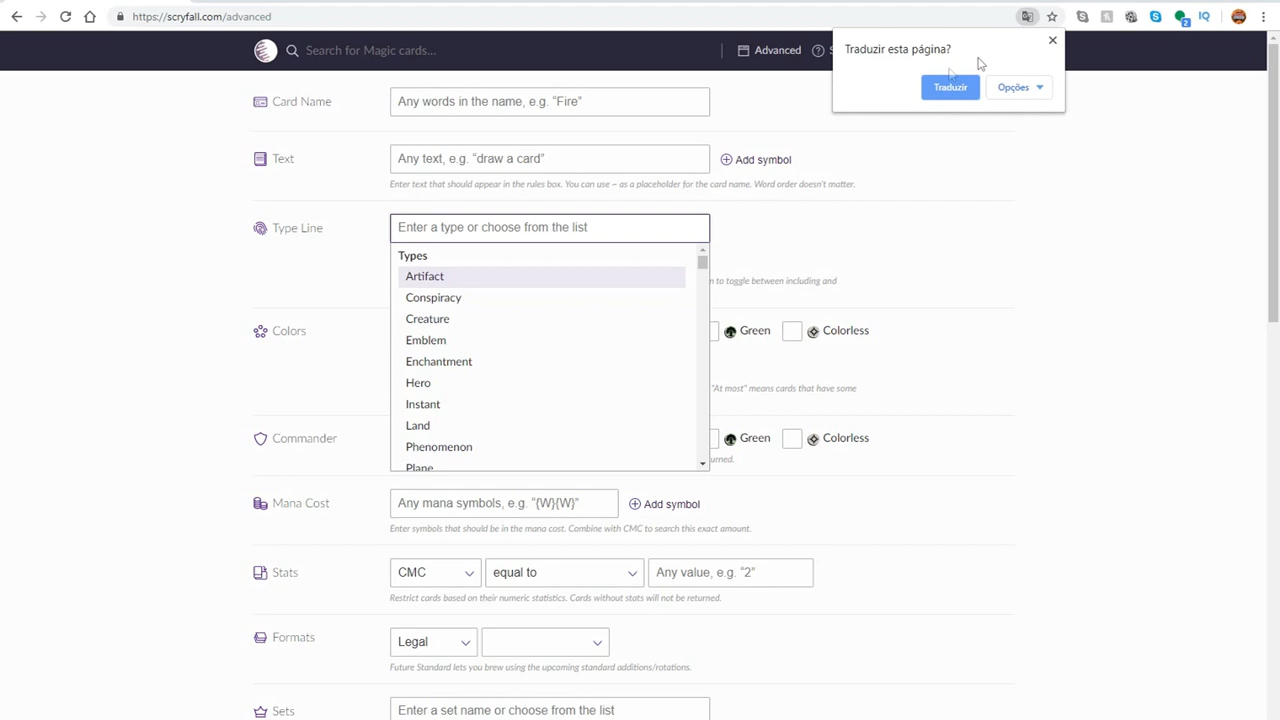 https://scryfall.com/advanced
2
IQ
Search for Magic cards...
Advanced
Traduzir esta página?
Traduzir
Opções
Card Name
Any words in the name, e.g. “Fire”
Text
Any text, e.g. “draw a card”
Add symbol
Enter text that should appear in the rules box. You can use ~ as a placeholder for the card name. Word order doesn't matter.
Type Line
Enter a type or choose from the list
Types
Artifact
n to toggle between including and
Conspiracy
Creature
Colors
Green
Colorless
Emblem
Enchantment
Hero
"At most" means cards that have some
Instant
Land
Commander
Green
Colorless
Phenomenon
urned.
Plane
Mana Cost
Any mana symbols, e.g. “{W}{W}”
Add symbol
Enter symbols that should be in the mana cost. Combine with CMC to search this exact amount.
Stats
CMC
equal to
Any value, e.g. “2”
Restrict cards based on their numeric statistics. Cards without stats will not be returned.
Formats
Legal
Future Standard lets you brew using the upcoming standard additions/rotations.
Sets
Enter a set name or choose from the list